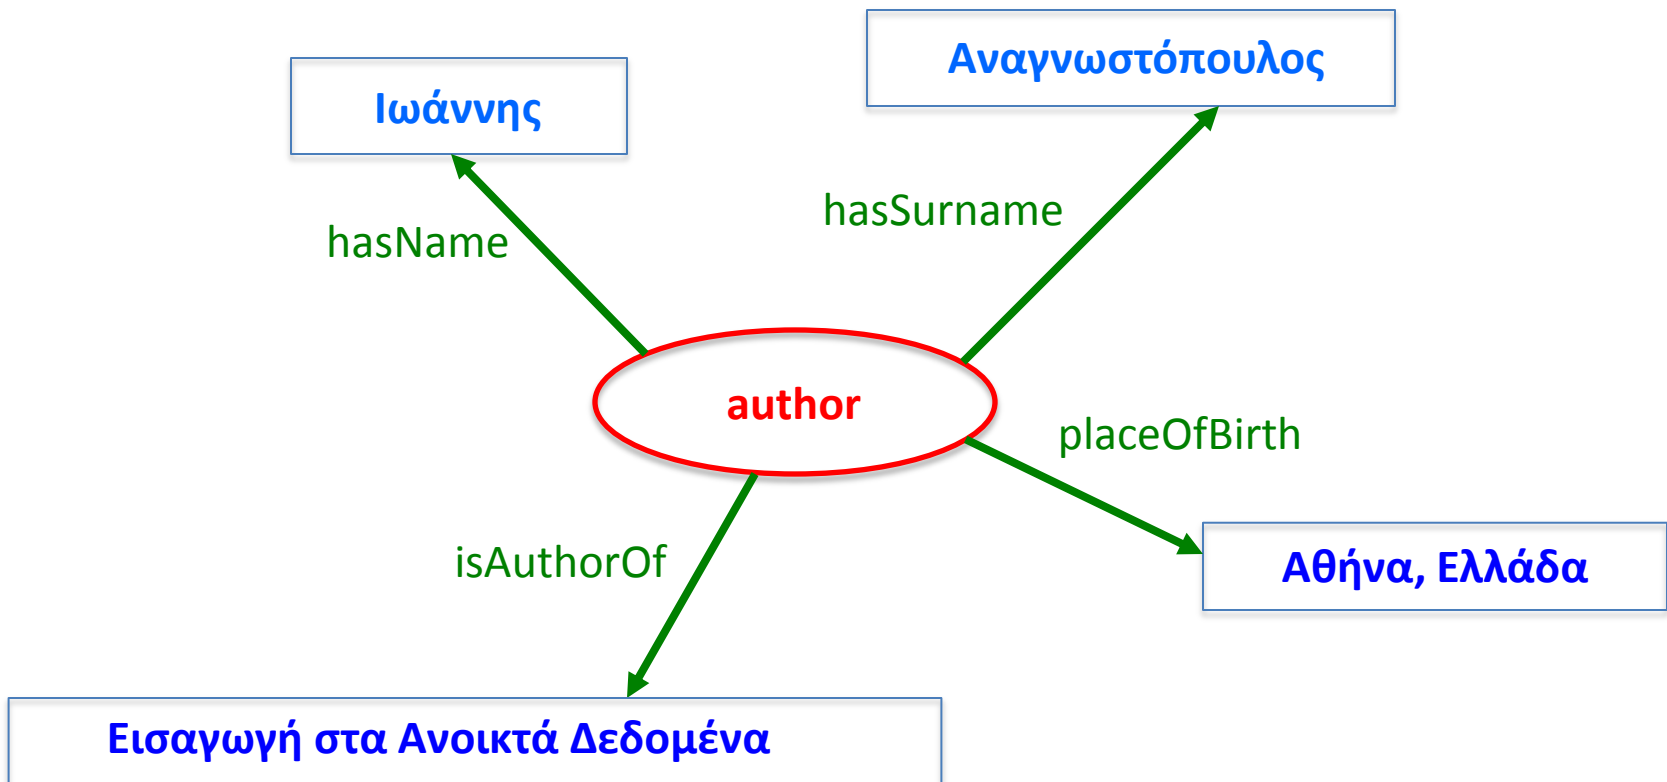 Αναγνωστόπουλος
Ιωάννης
hasSurname
hasName
author
placeOfBirth
isAuthorOf
Αθήνα, Ελλάδα
Εισαγωγή στα Ανοικτά Δεδομένα